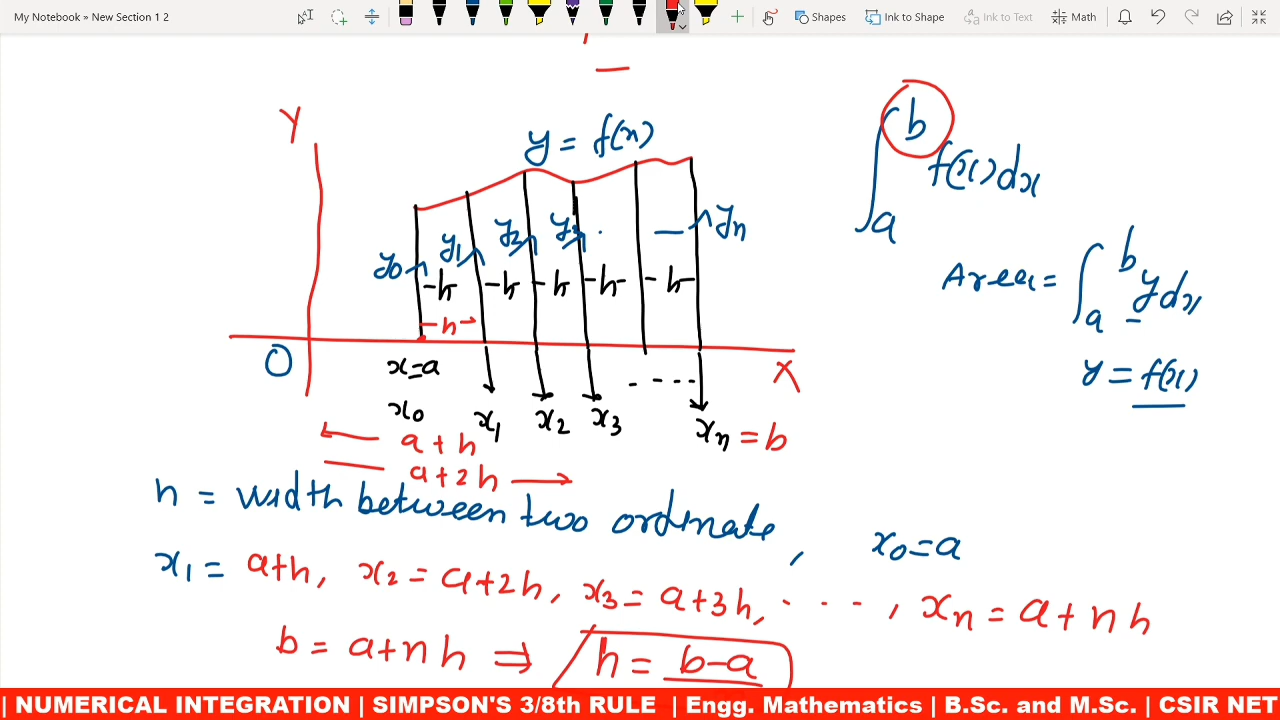 My Notebook » New Section 1 2
Shapes
Ink to Shape
Ink to Text
Math
Y
y = f(x)
∫ₐᵇ f(x) dx
y₀ y₁ y₂ y₃ . — yₙ
-h -h -h -h- -h-
-h→
Area = ∫ₐᵇ y dx
O
X
x=a
y = f(x)
x₀ x₁ x₂ x₃ - - - - xₙ = b
a + h
a + 2h
h = width between two ordinate, x₀ = a
x₁ = a+h, x₂ = a+2h, x₃ = a+3h, · · · , xₙ = a + nh
b = a+nh ⇒ h = b-a
| NUMERICAL INTEGRATION | SIMPSON'S 3/8th RULE | Engg. Mathematics | B.Sc. and M.Sc. | CSIR NET